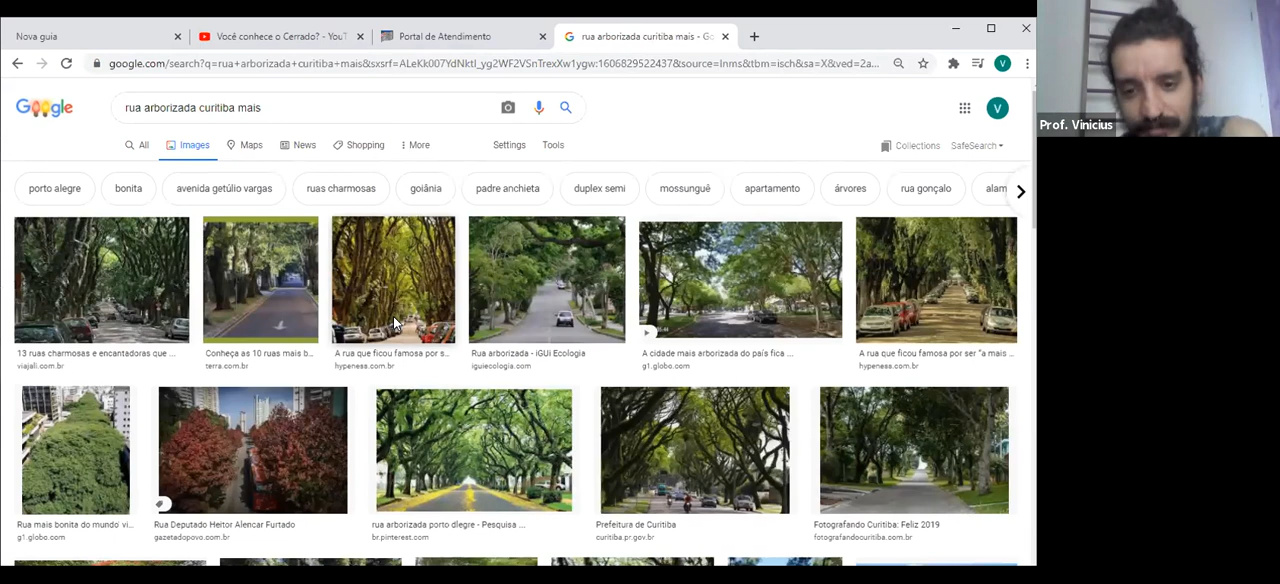 Nova guia
Você conhece o Cerrado? - YouT
Portal de Atendimento
rua arborizada curitiba mais - Go
google.com/search?q=rua+arborizada+curitiba+mais&sxsrf=ALeKk007YdNktI_yg2WF2VSnTrexXw1ygw:1606829522437&source=lnms&tbm=isch&sa=X&ved=2a...
V
Prof. Vinicius
Google
rua arborizada curitiba mais
V
All
Images
Maps
News
Shopping
More
Settings
Tools
Collections
SafeSearch
porto alegre
bonita
avenida getúlio vargas
ruas charmosas
goiânia
padre anchieta
duplex semi
mossunguê
apartamento
árvores
rua gonçalo
alam
13 ruas charmosas e encantadoras que ...
viajali.com.br
Conheça as 10 ruas mais b...
terra.com.br
A rua que ficou famosa por s...
hypeness.com.br
Rua arborizada - iGUi Ecologia
iguiecologia.com
A cidade mais arborizada do país fica ...
g1.globo.com
A rua que ficou famosa por ser "a mais ...
hypeness.com.br
Rua mais bonita do mundo' vi...
g1.globo.com
Rua Deputado Heitor Alencar Furtado
gazetadopovo.com.br
rua arborizada porto dlegre - Pesquisa ...
br.pinterest.com
Prefeitura de Curitiba
curitiba.pr.gov.br
Fotografando Curitiba: Feliz 2019
fotografandocuritiba.com.br